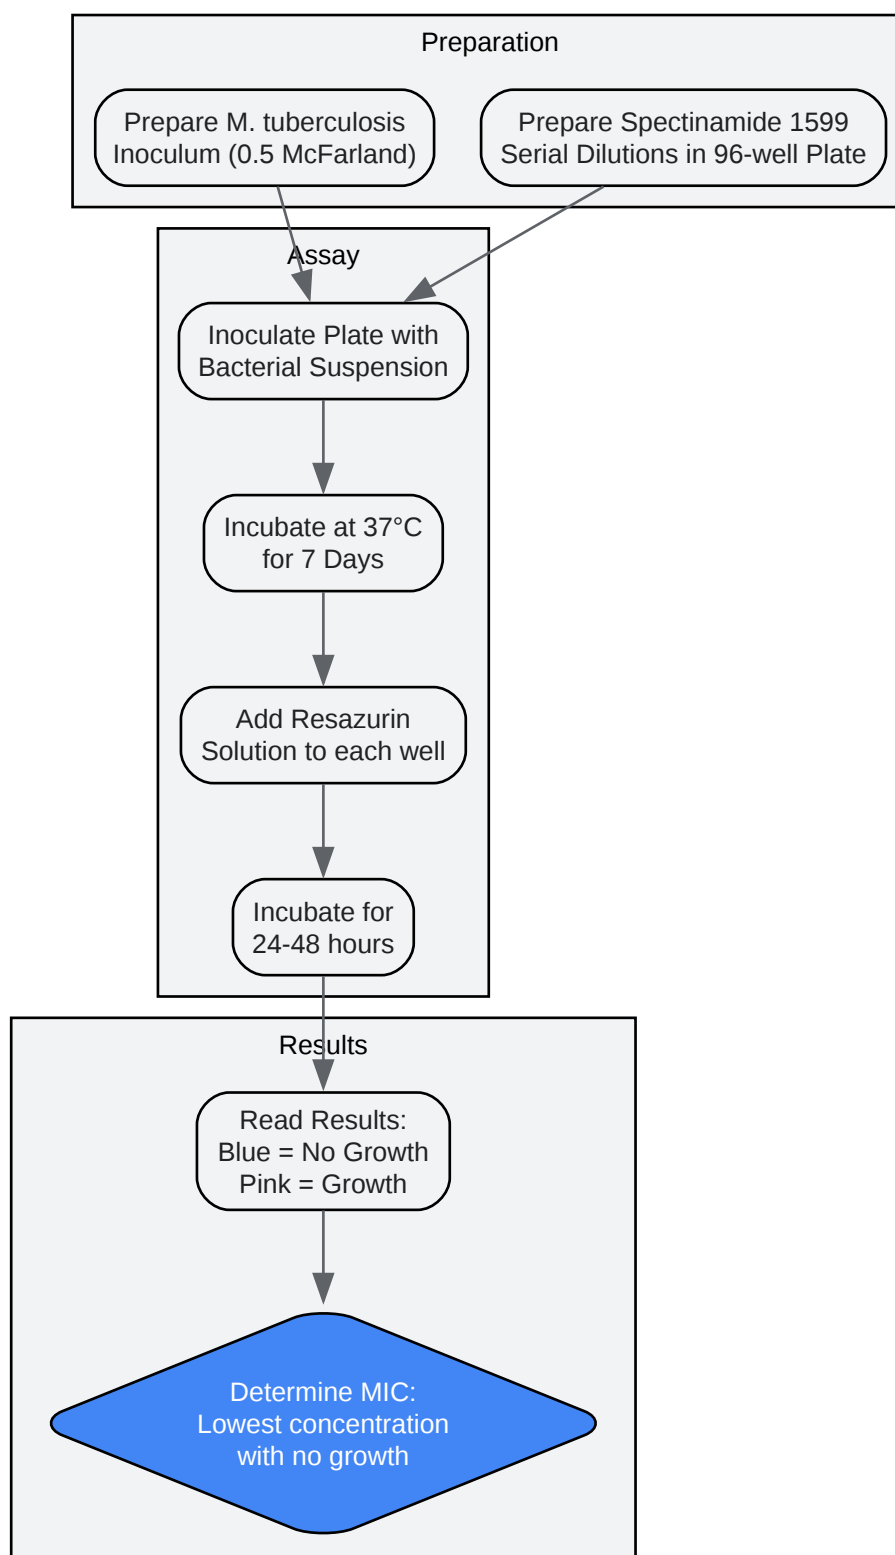 Preparation
Prepare M. tuberculosis
Inoculum (0.5 McFarland)
Prepare Spectinamide 1599
Serial Dilutions in 96-well Plate
Assay
Inoculate Plate with
Bacterial Suspension
Incubate at 37°C
for 7 Days
Add Resazurin
Solution to each well
Incubate for
24-48 hours
Results
Read Results:
Blue = No Growth
Pink = Growth
Determine MIC:
Lowest concentration
with no growth